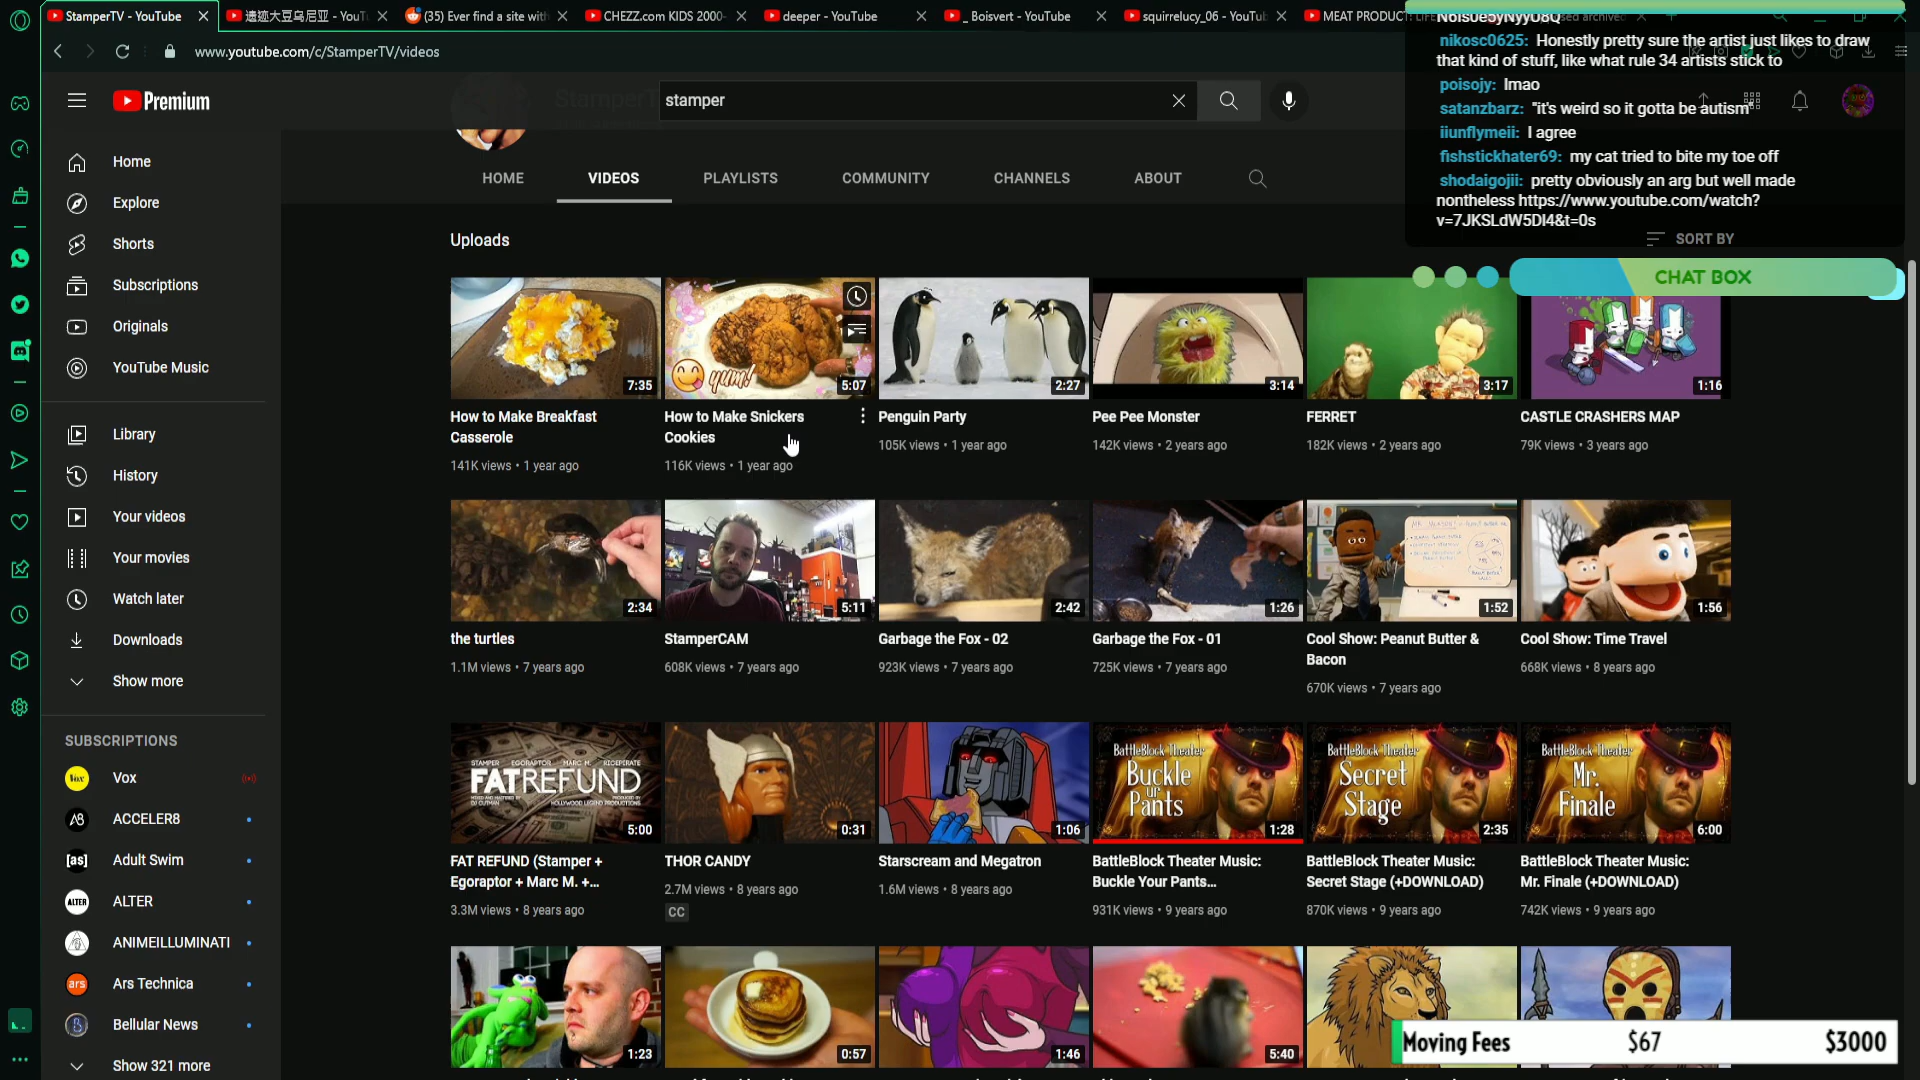 StamperTV - YouTube
遗迹大豆乌尼亚 - YouT
(35) Ever find a site with
CHEZZ.com KIDS 2000-
deeper - YouTube
_ Boisvert - YouTube
squirrelucy_06 - YouTub
www.youtube.com/c/StamperTV/videos
Premium
stamper
nikosc0625: Honestly pretty sure the artist just likes to draw
that kind of stuff, like what rule 34 artists stick to
poisojy: lmao
satanzbarz: "it's weird so it gotta be autism"
iiunflymeii: I agree
fishstickhater69: my cat tried to bite my toe off
shodaigojii: pretty obviously an arg but well made
nontheless https://www.youtube.com/watch?
v=7JKSLdW5DI4&t=0s
SORT BY
CHAT BOX
Home
Explore
Shorts
Subscriptions
Originals
YouTube Music
Library
History
Your videos
Your movies
Watch later
Downloads
Show more
SUBSCRIPTIONS
Vox
ACCELER8
Adult Swim
ALTER
ANIMEILLUMINATI
Ars Technica
Bellular News
Show 321 more
HOME VIDEOS PLAYLISTS COMMUNITY CHANNELS ABOUT
Uploads
yum!
7:35 5:07 2:27 3:14 3:17 1:16
How to Make Breakfast
Casserole
141K views • 1 year ago
How to Make Snickers
Cookies
116K views • 1 year ago
Penguin Party
105K views • 1 year ago
Pee Pee Monster
142K views • 2 years ago
FERRET
182K views • 2 years ago
CASTLE CRASHERS MAP
79K views • 3 years ago
2:34 5:11 2:42 1:26 1:52 1:56
the turtles
1.1M views • 7 years ago
StamperCAM
608K views • 7 years ago
Garbage the Fox - 02
923K views • 7 years ago
Garbage the Fox - 01
725K views • 7 years ago
Cool Show: Peanut Butter &
Bacon
670K views • 7 years ago
Cool Show: Time Travel
668K views • 8 years ago
STAMPER EGORAPTOR MARC M. RICEPIRATE
FATREFUND
5:00
0:31
1:06
BattleBlock Theater
Buckle
ur
Pants
1:28
BattleBlock Theater
Secret
Stage
2:35
BattleBlock Theater
Mr.
Finale
6:00
FAT REFUND (Stamper +
Egoraptor + Marc M. +...
3.3M views • 8 years ago
THOR CANDY
2.7M views • 8 years ago
CC
Starscream and Megatron
1.6M views • 8 years ago
BattleBlock Theater Music:
Buckle Your Pants...
931K views • 9 years ago
BattleBlock Theater Music:
Secret Stage (+DOWNLOAD)
870K views • 9 years ago
BattleBlock Theater Music:
Mr. Finale (+DOWNLOAD)
742K views • 9 years ago
1:23 0:57 1:46 5:40
Moving Fees $67 $3000